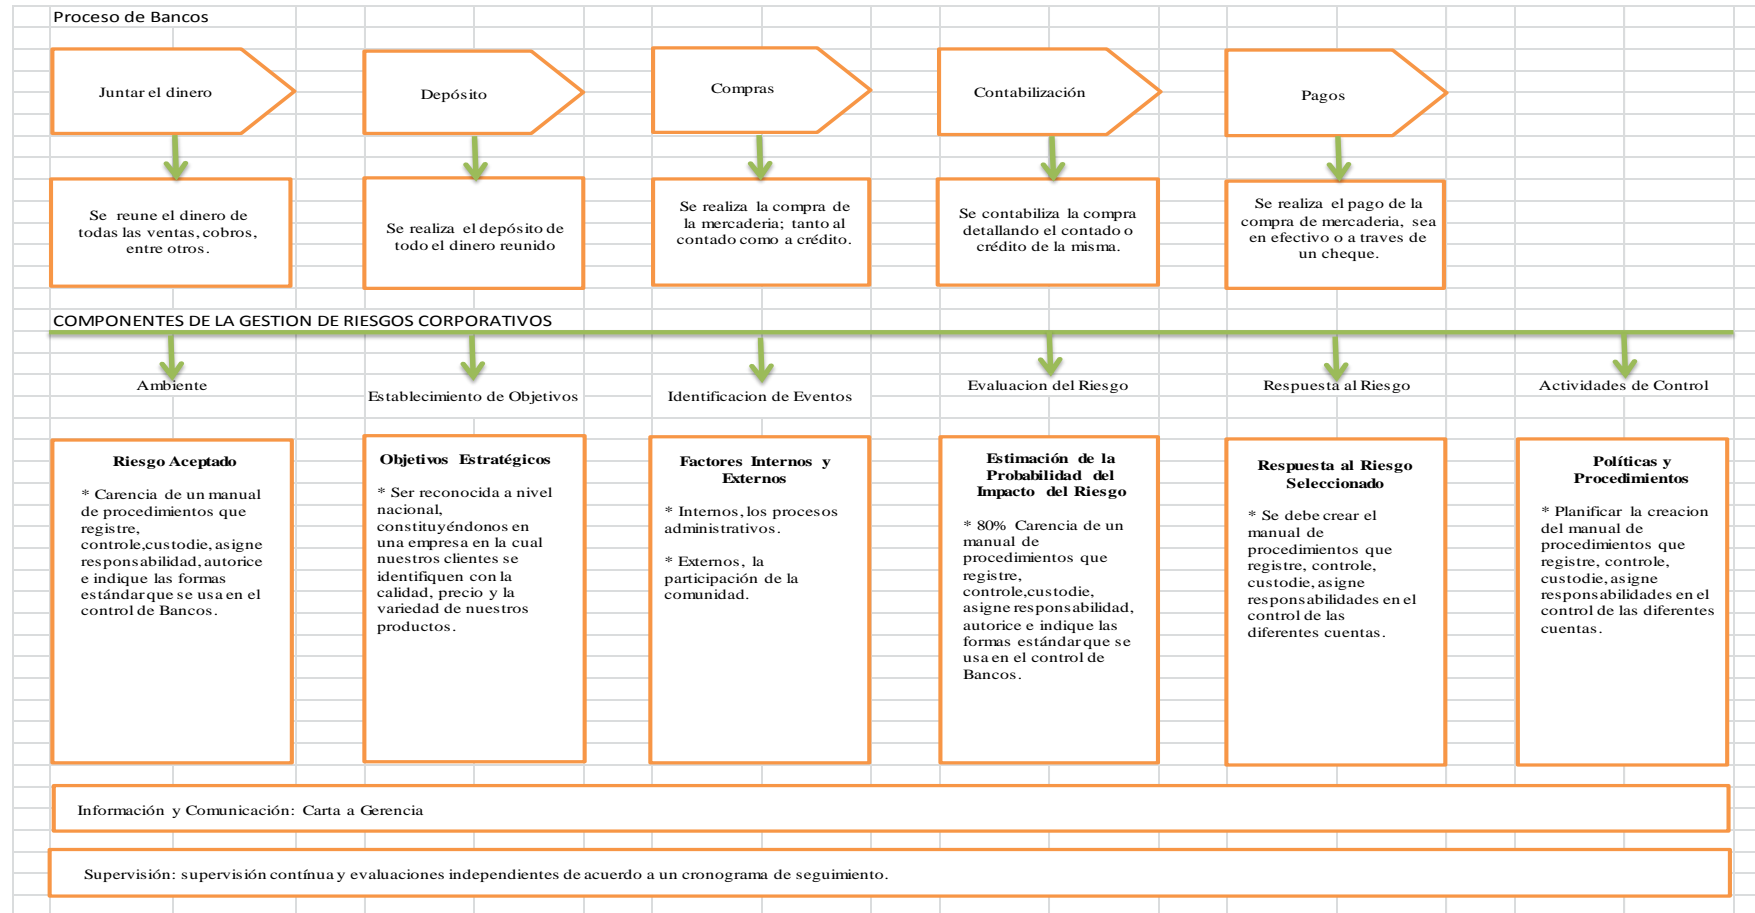 Proceso de Bancos
Juntar el dinero
Depósito
Compras
Contabilización
Pagos
Se reune el dinero de
todas las ventas, cobros,
entre otros.
Se realiza el depósito de
todo el dinero reunido
Se realiza la compra de
la mercaderia; tanto al
contado como a crédito.
Se contabiliza la compra
detallando el contado o
crédito de la misma.
Se realiza el pago de la
compra de mercaderia, sea
en efectivo o a traves de
un cheque.
COMPONENTES DE LA GESTION DE RIESGOS CORPORATIVOS
Ambiente
Establecimiento de Objetivos
Identificacion de Eventos
Evaluacion del Riesgo
Respuesta al Riesgo
Actividades de Control
Riesgo Aceptado
* Carencia de un manual
de procedimientos que
registre,
controle,custodie, asigne
responsabilidad, autorice
e indique las formas
estándar que se usa en el
control de Bancos.
Objetivos Estratégicos
* Ser reconocida a nivel
nacional,
constituyéndonos en
una empresa en la cual
nuestros clientes se
identifiquen con la
calidad, precio y la
variedad de nuestros
productos.
Factores Internos y
Externos
* Internos, los procesos
administrativos.
* Externos, la
participación de la
comunidad.
Estimación de la
Probabilidad del
Impacto del Riesgo
* 80% Carencia de un
manual de
procedimientos que
registre,
controle,custodie,
asigne responsabilidad,
autorice e indique las
formas estándar que se
usa en el control de
Bancos.
Respuesta al Riesgo
Seleccionado
* Se debe crear el
manual de
procedimientos que
registre, controle,
custodie, asigne
responsabilidades en el
control de las
diferentes cuentas.
Políticas y
Procedimientos
* Planificar la creacion
del manual de
procedimientos que
registre, controle,
custodie, asigne
responsabilidades en el
control de las diferentes
cuentas.
Información y Comunicación: Carta a Gerencia
Supervisión: supervisión contínua y evaluaciones independientes de acuerdo a un cronograma de seguimiento.